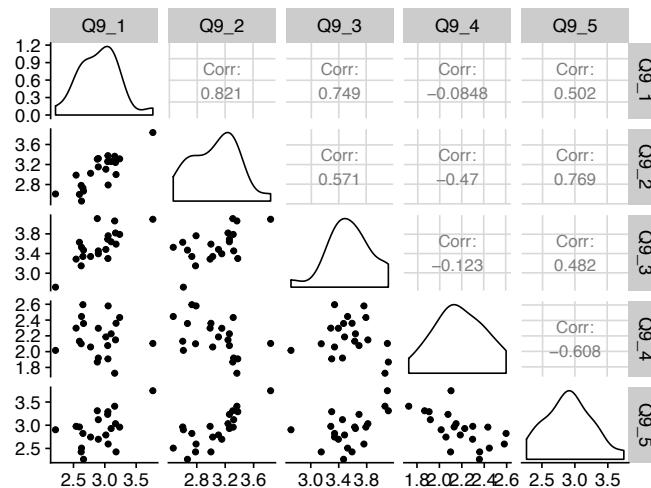 Q9_1 Q9_2 Q9_3 Q9_4 Q9_5
1.2
0.9
0.6
0.3
0.0
Corr:
0.821
Corr:
0.749
Corr:
−0.0848
Corr:
0.502
Q9_1
3.6
3.2
2.8
Corr:
0.571
Corr:
−0.47
Corr:
0.769
Q9_2
3.8
3.4
3.0
Corr:
−0.123
Corr:
0.482
Q9_3
2.6
2.4
2.2
2.0
1.8
Corr:
−0.608
Q9_4
3.5
3.0
2.5
Q9_5
2.5 3.0 3.5 2.8 3.2 3.6 3.0 3.4 3.8 1.8 2.0 2.2 2.4 2.6 2.5 3.0 3.5